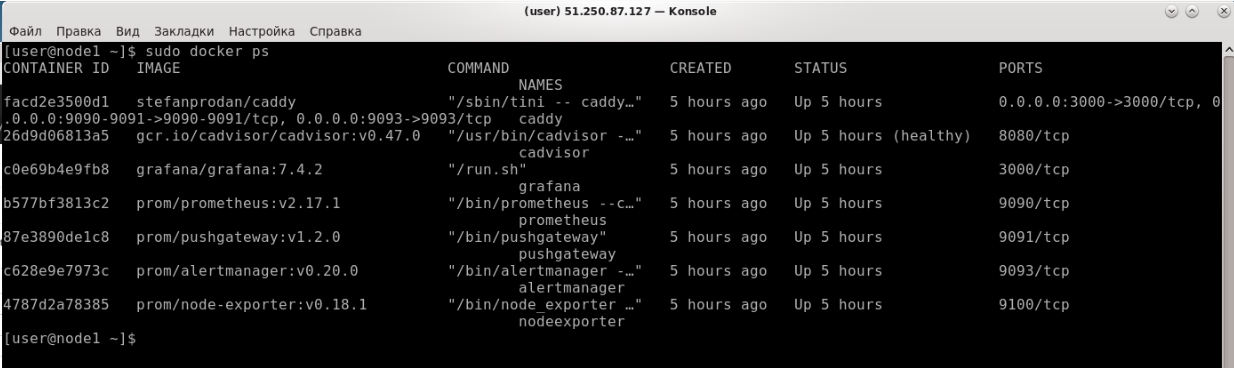 (user) 51.250.87.127 — Konsole
Файл Правка Вид Закладки Настройка Справка
[user@node1 ~]$ sudo docker ps
CONTAINER ID   IMAGE                              COMMAND                  CREATED       STATUS                 PORTS
NAMES
facd2e3500d1   stefanprodan/caddy                 "/sbin/tini -- caddy…"   5 hours ago   Up 5 hours             0.0.0.0:3000->3000/tcp, 0
.0.0.0:9090-9091->9090-9091/tcp, 0.0.0.0:9093->9093/tcp   caddy
26d9d06813a5   gcr.io/cadvisor/cadvisor:v0.47.0   "/usr/bin/cadvisor -…"   5 hours ago   Up 5 hours (healthy)   8080/tcp
cadvisor
c0e69b4e9fb8   grafana/grafana:7.4.2              "/run.sh"                5 hours ago   Up 5 hours             3000/tcp
grafana
b577bf3813c2   prom/prometheus:v2.17.1            "/bin/prometheus --c…"   5 hours ago   Up 5 hours             9090/tcp
prometheus
87e3890de1c8   prom/pushgateway:v1.2.0            "/bin/pushgateway"       5 hours ago   Up 5 hours             9091/tcp
pushgateway
c628e9e7973c   prom/alertmanager:v0.20.0          "/bin/alertmanager -…"   5 hours ago   Up 5 hours             9093/tcp
alertmanager
4787d2a78385   prom/node-exporter:v0.18.1         "/bin/node_exporter …"   5 hours ago   Up 5 hours             9100/tcp
nodeexporter
[user@node1 ~]$